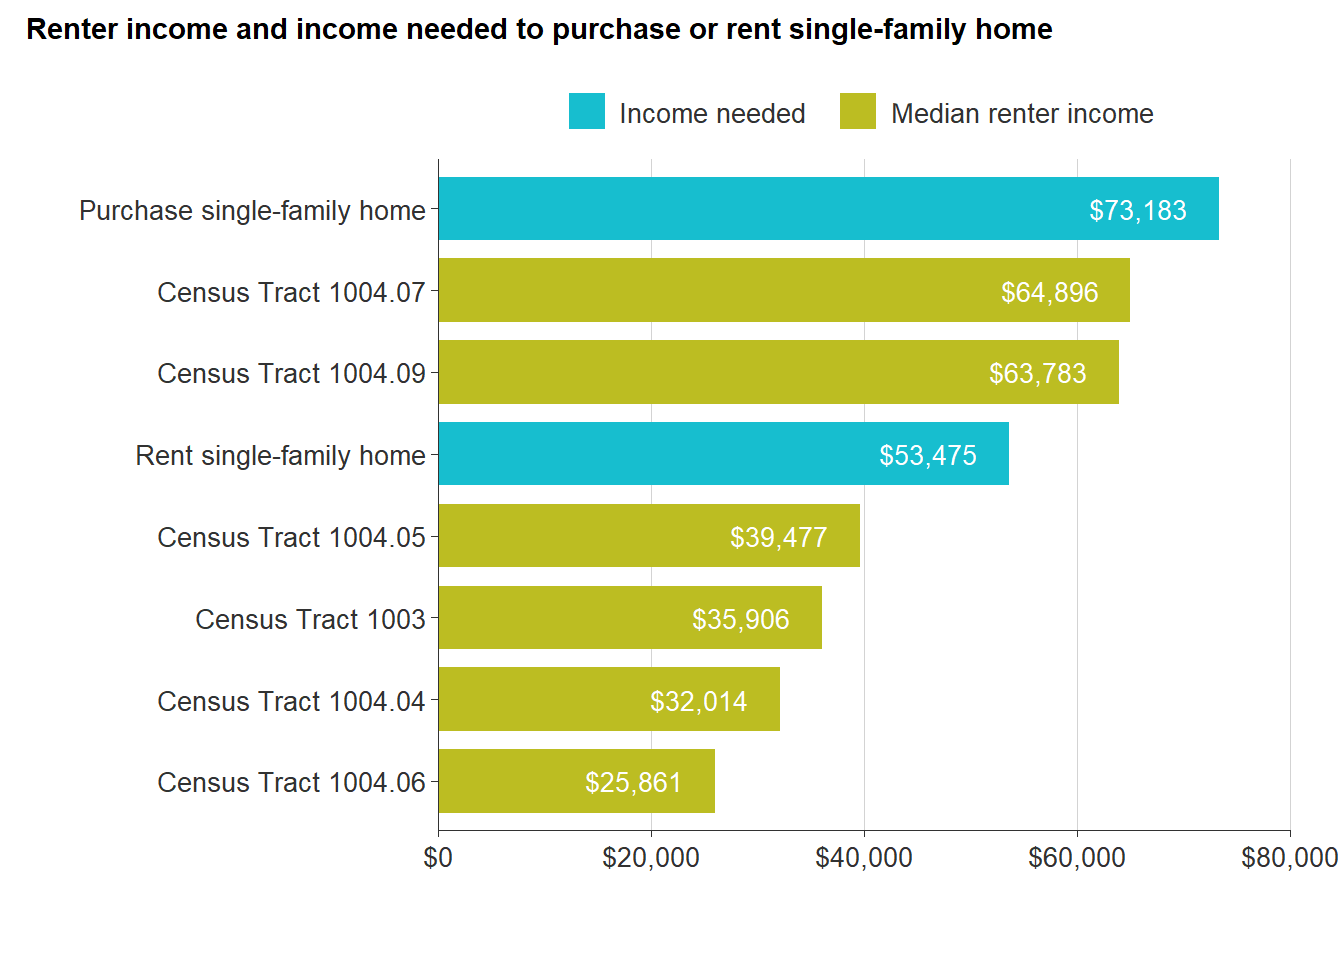 Renter income and income needed to purchase or rent single-family home
Income needed Median renter income
Purchase single-family home $73,183
Census Tract 1004.07 $64,896
Census Tract 1004.09 $63,783
Rent single-family home $53,475
Census Tract 1004.05 $39,477
Census Tract 1003 $35,906
Census Tract 1004.04 $32,014
Census Tract 1004.06 $25,861
$0 $20,000 $40,000 $60,000 $80,000